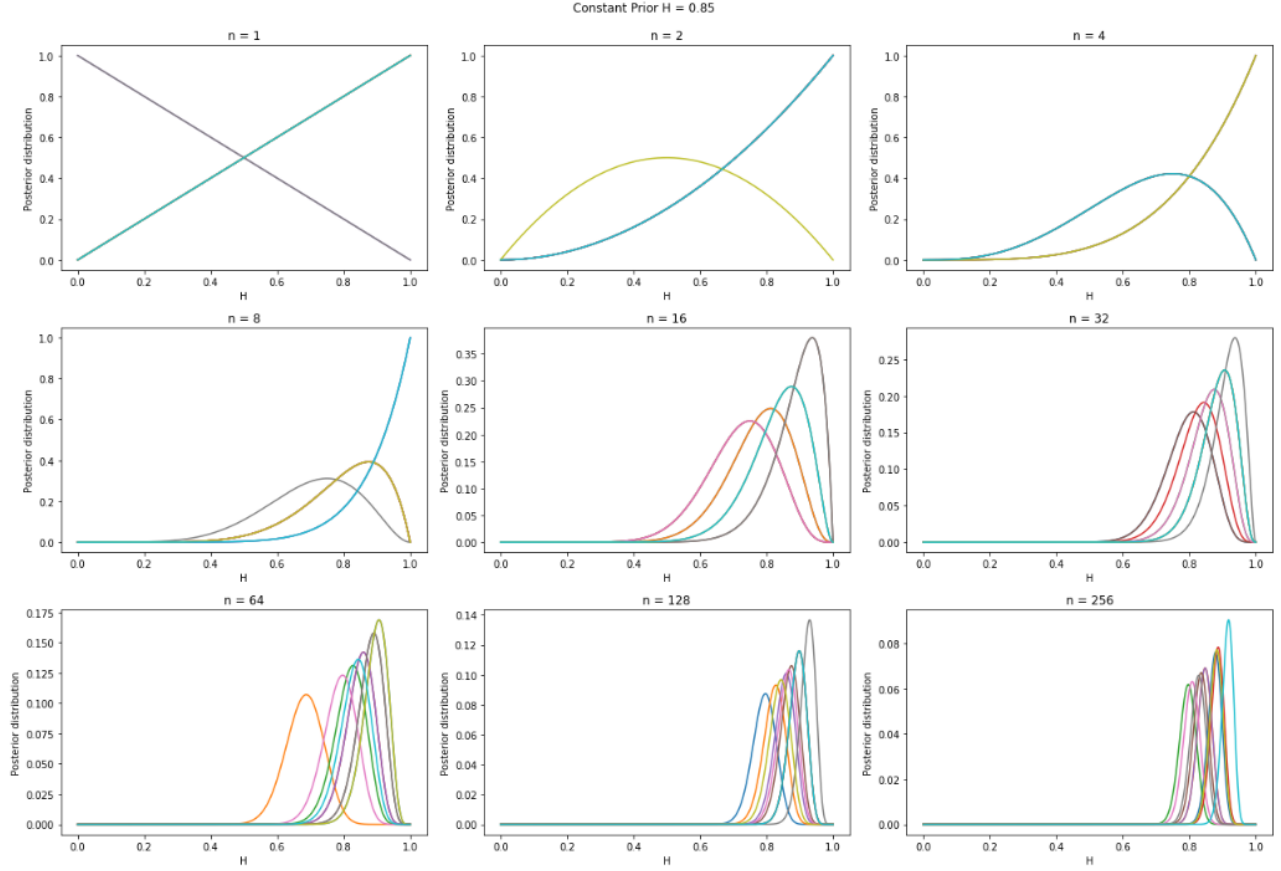 Constant Prior H = 0.85
n = 1
1.0
0.8
0.6
0.4
0.2
0.0
Posterior distribution
0.0 0.2 0.4 0.6 0.8 1.0
H
n = 2
1.0
0.8
0.6
0.4
0.2
0.0
Posterior distribution
0.0 0.2 0.4 0.6 0.8 1.0
H
n = 4
1.0
0.8
0.6
0.4
0.2
0.0
Posterior distribution
0.0 0.2 0.4 0.6 0.8 1.0
H
n = 8
1.0
0.8
0.6
0.4
0.2
0.0
Posterior distribution
0.0 0.2 0.4 0.6 0.8 1.0
H
n = 16
0.35
0.30
0.25
0.20
0.15
0.10
0.05
0.00
Posterior distribution
0.0 0.2 0.4 0.6 0.8 1.0
H
n = 32
0.25
0.20
0.15
0.10
0.05
0.00
Posterior distribution
0.0 0.2 0.4 0.6 0.8 1.0
H
n = 64
0.175
0.150
0.125
0.100
0.075
0.050
0.025
0.000
Posterior distribution
0.0 0.2 0.4 0.6 0.8 1.0
H
n = 128
0.14
0.12
0.10
0.08
0.06
0.04
0.02
0.00
Posterior distribution
0.0 0.2 0.4 0.6 0.8 1.0
H
n = 256
0.08
0.06
0.04
0.02
0.00
Posterior distribution
0.0 0.2 0.4 0.6 0.8 1.0
H